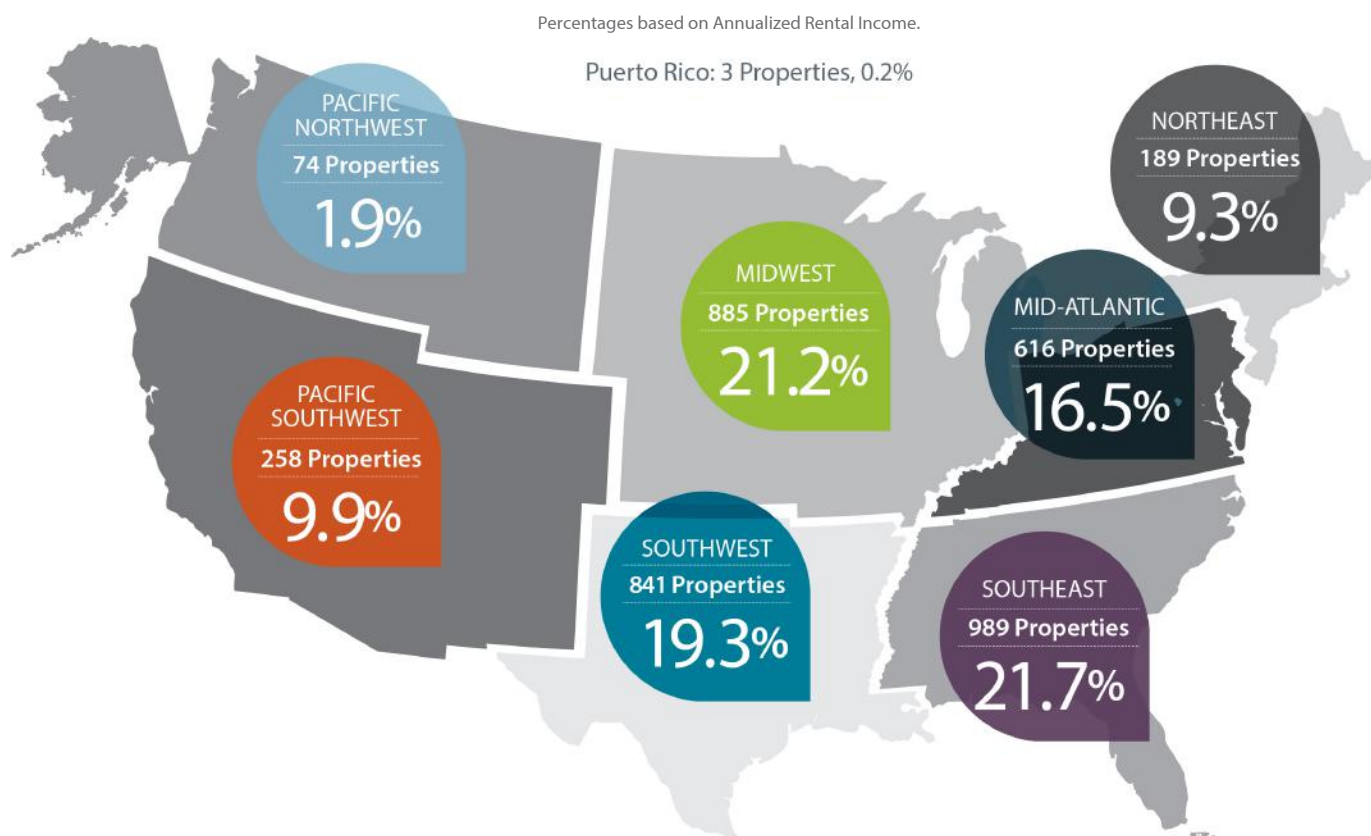 Percentages based on Annualized Rental Income.
Puerto Rico: 3 Properties, 0.2%
PACIFIC
NORTHWEST
74 Properties
1.9%
NORTHEAST
189 Properties
9.3%
MIDWEST
885 Properties
21.2%
MID-ATLANTIC
616 Properties
16.5%
PACIFIC
SOUTHWEST
258 Properties
9.9%
SOUTHWEST
841 Properties
19.3%
SOUTHEAST
989 Properties
21.7%